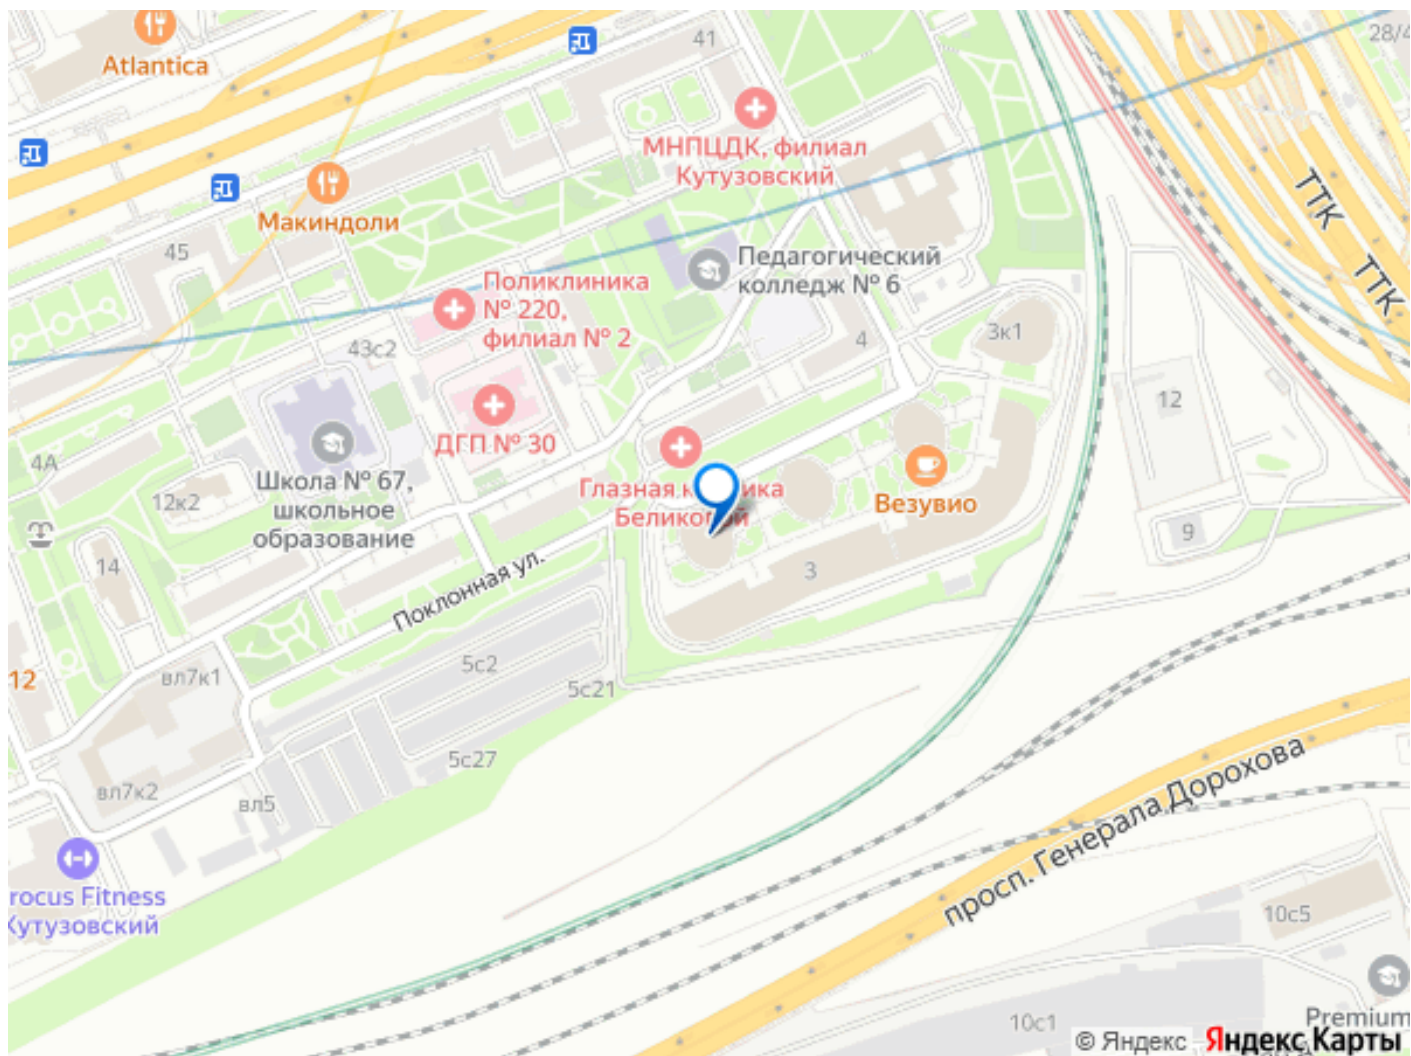 Atlantica
41
28/4
МНПЦДК, филиал
Кутузовский
ТТК
Макиндоли
45
Педагогический
колледж № 6
ТТК
Поликлиника
№ 220,
филиал № 2
43с2
4
3к1
12
ДГП № 30
4А
Школа № 67,
школьное
образование
12к2
Глазная клиника
Беликовой
Везувио
9
14
3
Поклонная ул.
5с2
12
вл7к1
5с21
5с27
вл7к2
вл5
просп. Генерала Дорохова
rocus Fitness
Кутузовский
10с5
10с1
Premium
© Яндекс Яндекс Карты